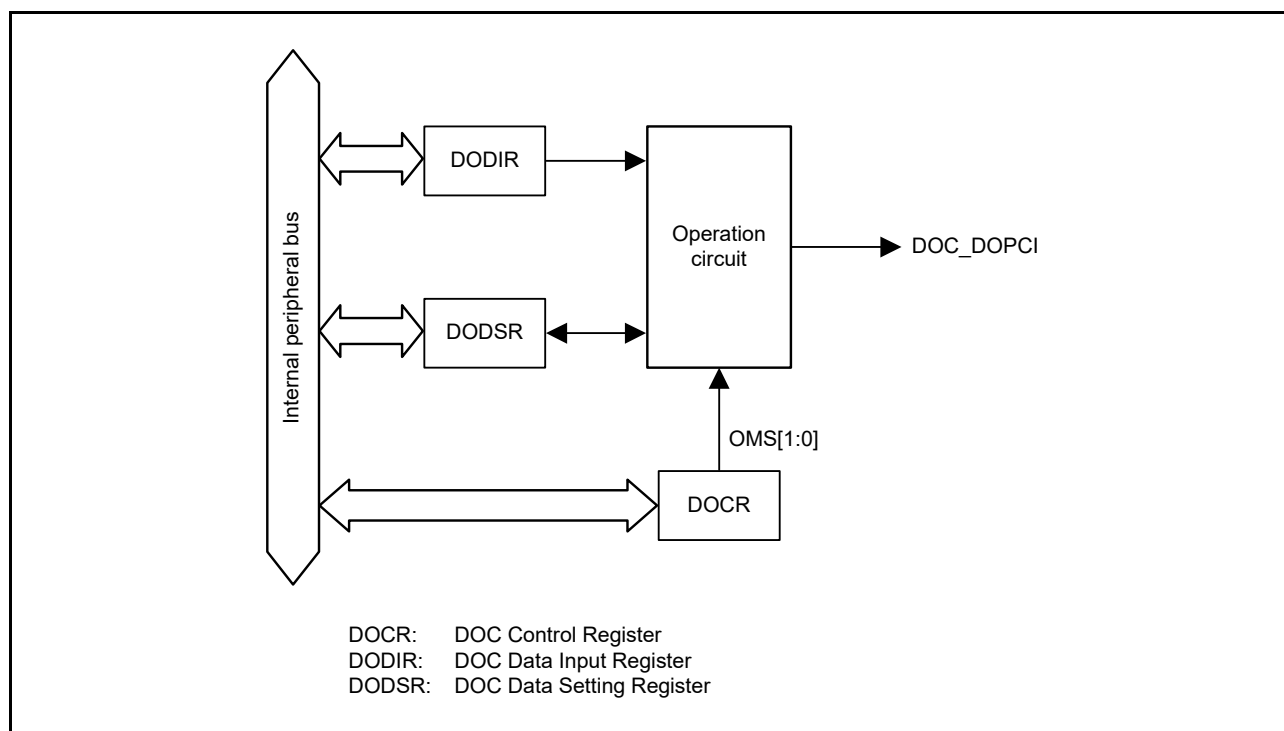 Internal peripheral bus
DODIR
DODSR
Operation
circuit
DOC_DOPCI
OMS[1:0]
DOCR
DOCR: DOC Control Register
DODIR: DOC Data Input Register
DODSR: DOC Data Setting Register